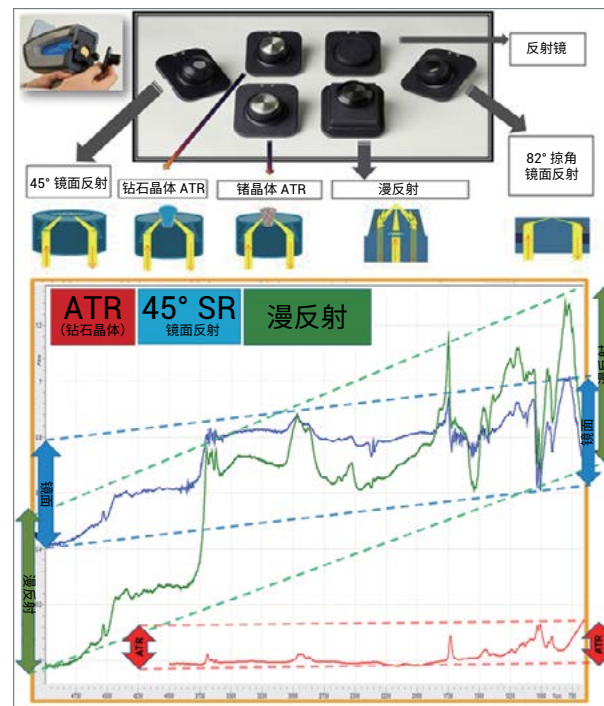 反射镜
82° 掠角
镜面反射
45° 镜面反射
钻石晶体 ATR
锗晶体 ATR
漫反射
ATR
(钻石晶体)
45° SR
镜面反射
漫反射
漫反射
镜面
镜面
漫反射
ATR
ATR